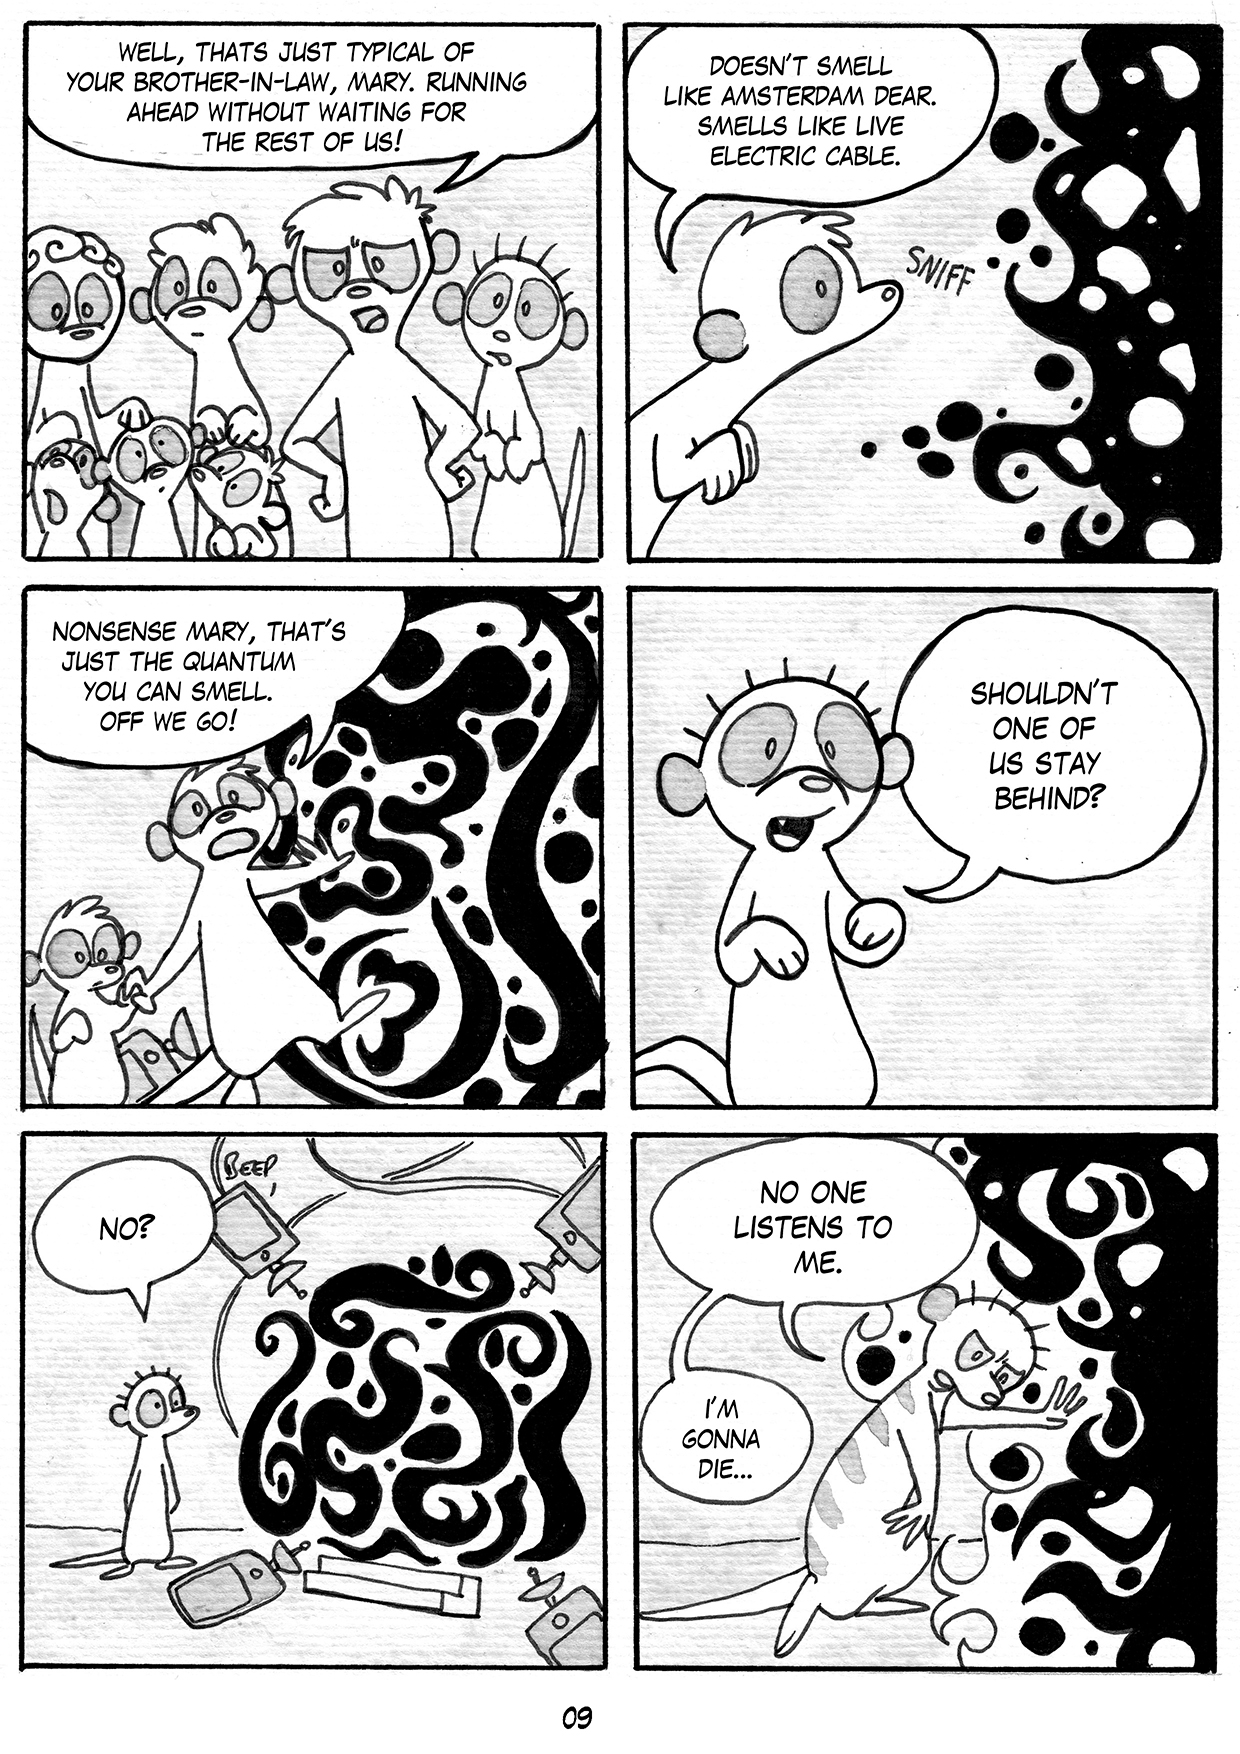 WELL, THATS JUST TYPICAL OF
YOUR BROTHER-IN-LAW, MARY. RUNNING
AHEAD WITHOUT WAITING FOR
THE REST OF US!
DOESN'T SMELL
LIKE AMSTERDAM DEAR.
SMELLS LIKE LIVE
ELECTRIC CABLE.
SNIFF
NONSENSE MARY, THAT'S
JUST THE QUANTUM
YOU CAN SMELL.
OFF WE GO!
SHOULDN'T
ONE OF
US STAY
BEHIND?
NO?
BEEP
NO ONE
LISTENS TO
ME.
I'M
GONNA
DIE...
09